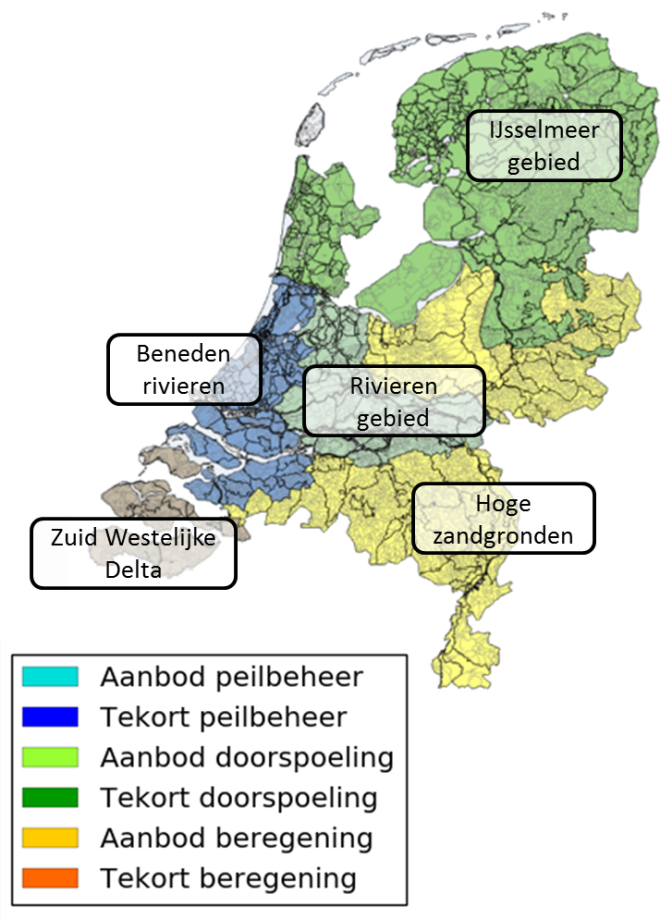 IJsselmeer
gebied
Beneden
rivieren
Rivieren
gebied
Hoge
zandgronden
Zuid Westelijke
Delta
Aanbod peilbeheer
Tekort peilbeheer
Aanbod doorspoeling
Tekort doorspoeling
Aanbod beregening
Tekort beregening